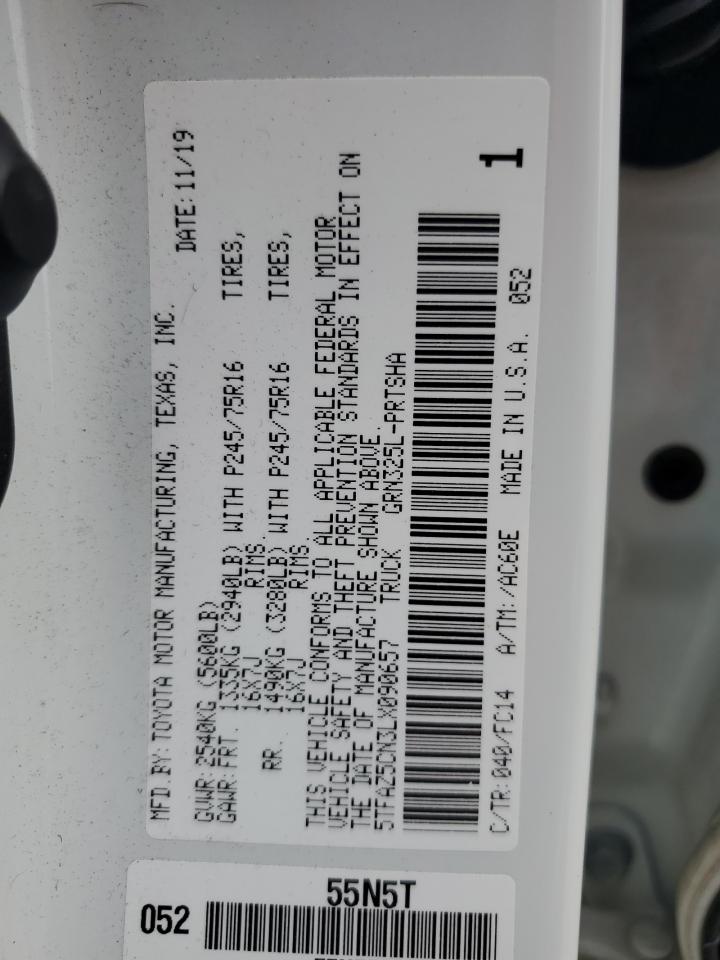 MFD.BY:TOYOTA MOTOR MANUFACTURING, TEXAS, INC.
DATE:11/19
GVWR:2540KG (5600LB)
GAWR:FRT. 1335KG (2940LB) WITH P245/75R16 TIRES,
16X7J RIMS.
RR. 1490KG (3280LB) WITH P245/75R16 TIRES,
16X7J RIMS.
THIS VEHICLE CONFORMS TO ALL APPLICABLE FEDERAL MOTOR
VEHICLE SAFETY AND THEFT PREVENTION STANDARDS IN EFFECT ON
THE DATE OF MANUFACTURE SHOWN ABOVE.
5TFAZ5CN3LX090657 TRUCK GRN325L-PRTSHA
1
C/TR:040/FC14 A/TM:/AC60E MADE IN U.S.A. 052
55N5T
052